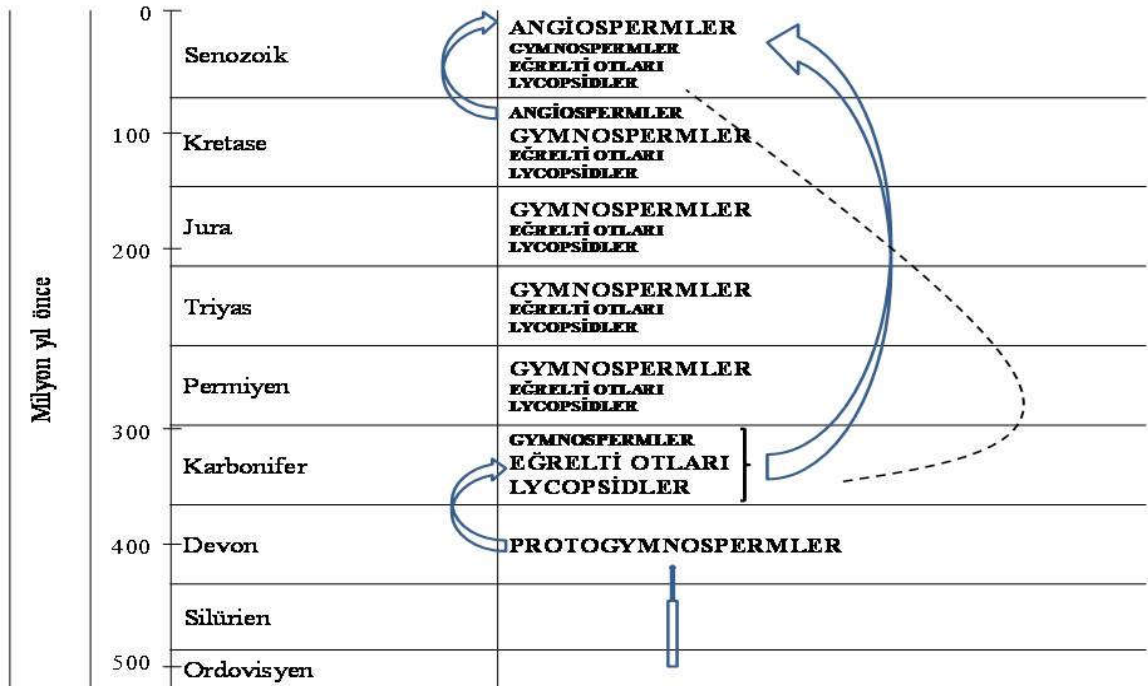 Milyon yıl önce
0
Senozoik
ANGİOSPERMLER
GYMNOSPERMLER
EĞRELTİ OTLARI
LYCOPSİDLER
100
Kretase
ANGİOSPERMLER
GYMNOSPERMLER
EĞRELTİ OTLARI
LYCOPSİDLER
Jura
200
GYMNOSPERMLER
EĞRELTİ OTLARI
LYCOPSİDLER
Triyas
GYMNOSPERMLER
EĞRELTİ OTLARI
LYCOPSİDLER
Permiyen
GYMNOSPERMLER
EĞRELTİ OTLARI
LYCOPSİDLER
300
Karbonifer
GYMNOSPERMLER
EĞRELTİ OTLARI
LYCOPSİDLER
400
Devon
PROTOGYMNOSPERMLER
Silürien
500
Ordovisyen